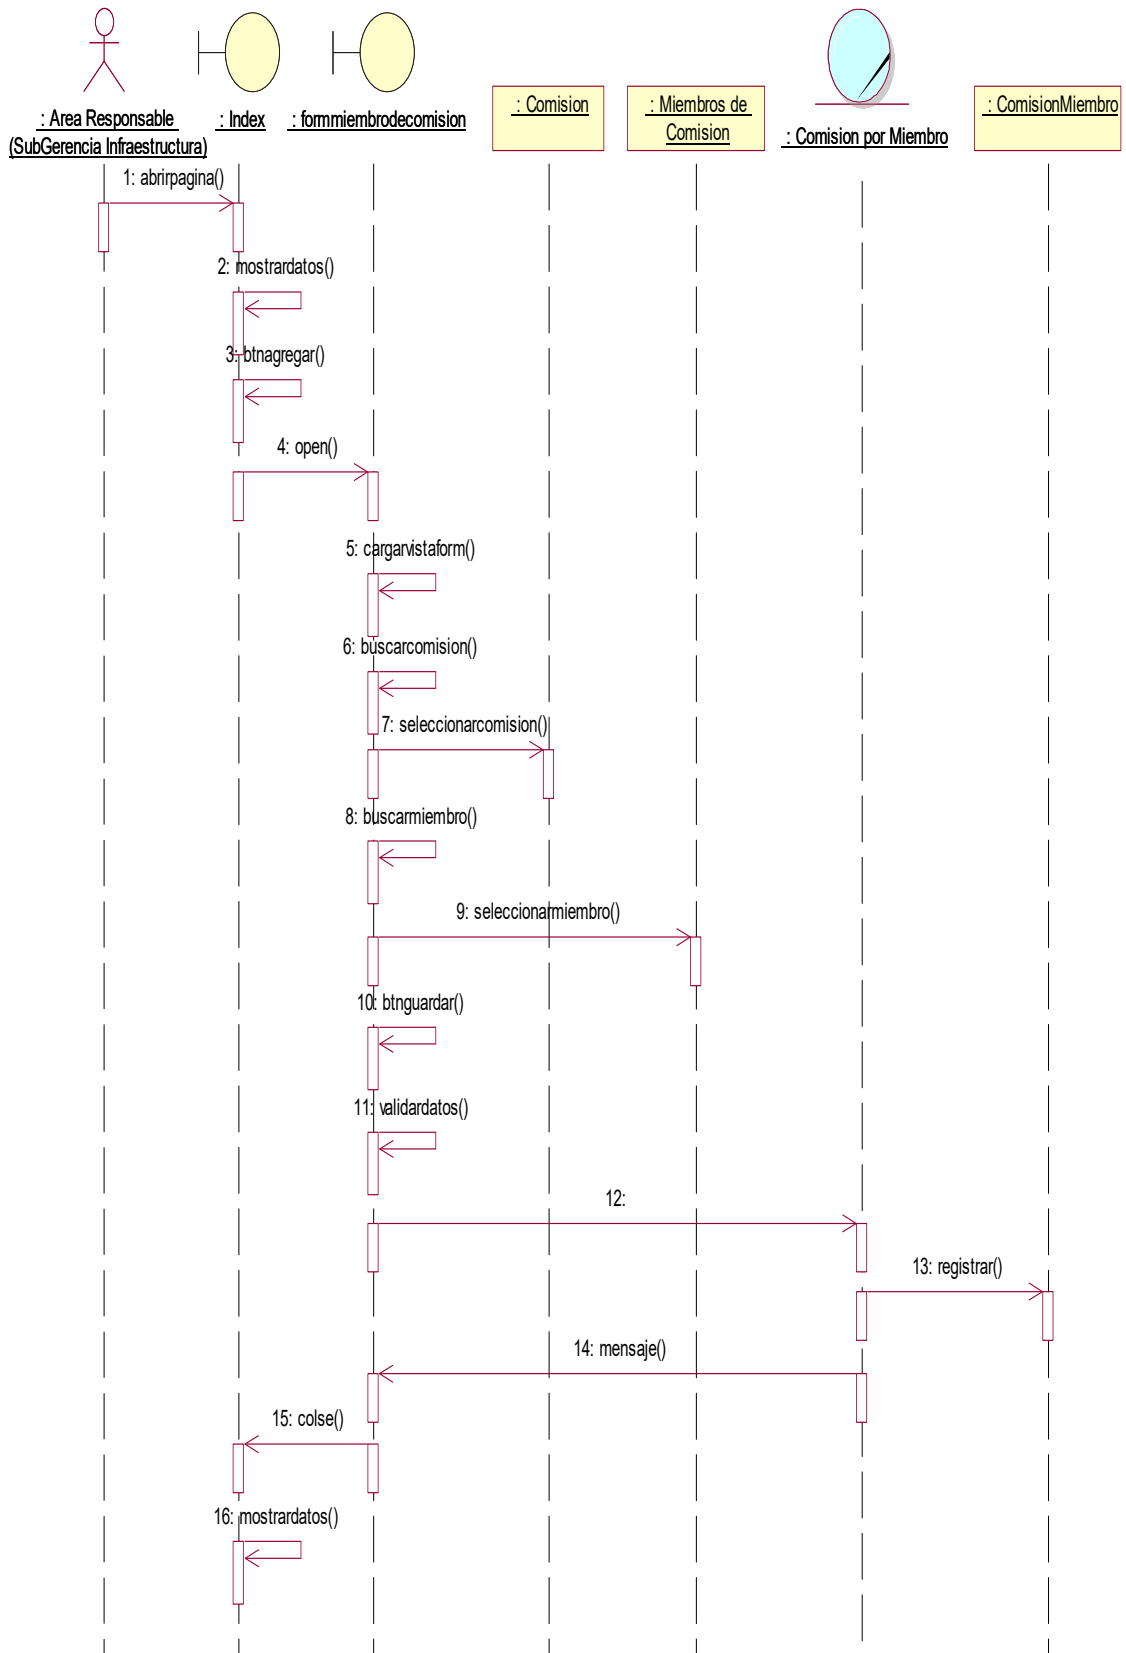 : Area Responsable
(SubGerencia Infraestructura)
: Index
: formmiembrodecomision
: Comision
: Miembros de
Comision
: Comision por Miembro
: ComisionMiembro
1: abrirpagina()
2: mostrardatos()
3: btnagregar()
4: open()
5: cargarvistaform()
6: buscarcomision()
7: seleccionarcomision()
8: buscarmiembro()
9: seleccionarmiembro()
10: btnguardar()
11: validardatos()
12:
13: registrar()
14: mensaje()
15: colse()
16: mostrardatos()